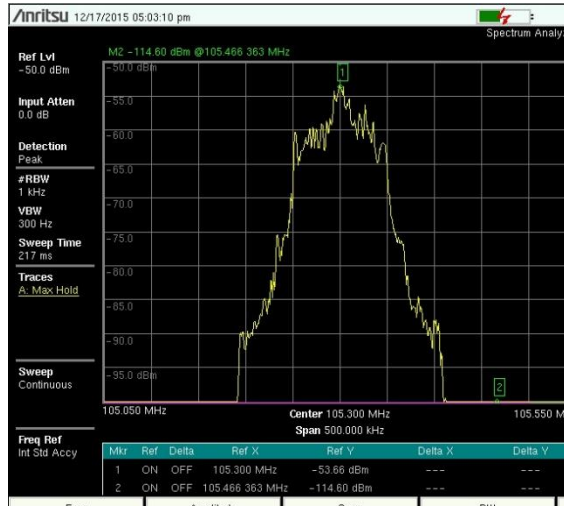 Anritsu 12/17/2015 05:03:10 pm
Spectrum Analy
M2 -114.60 dBm @105.466 363 MHz
Ref Lvl
-50.0 dBm
Input Atten
0.0 dB
Detection
Peak
#RBW
1 kHz
VBW
300 Hz
Sweep Time
217 ms
Traces
A: Max Hold
Sweep
Continuous
Freq Ref
Int Std Accy
-50.0 dBm
-55.0
-60.0
-65.0
-70.0
-75.0
-80.0
-85.0
-90.0
-95.0 dBm
1
2
105.050 MHz Center 105.300 MHz 105.550 M
Span 500.000 kHz
Mkr Ref Delta Ref X Ref Y Delta X Delta Y
1 ON OFF 105.300 MHz -53.66 dBm --- ---
2 ON OFF 105.466 363 MHz -114.60 dBm --- ---